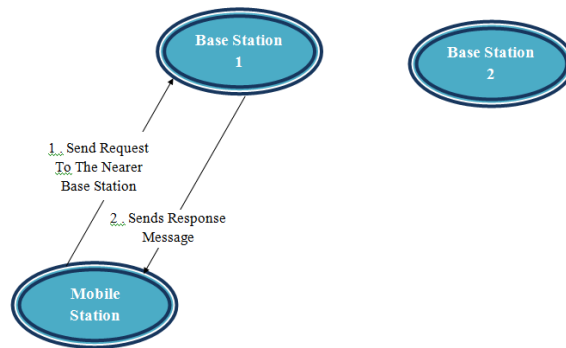 Base Station
1
Base Station
2
1 . Send Request
To The Nearer
Base Station
2 . Sends Response
Message
Mobile
Station